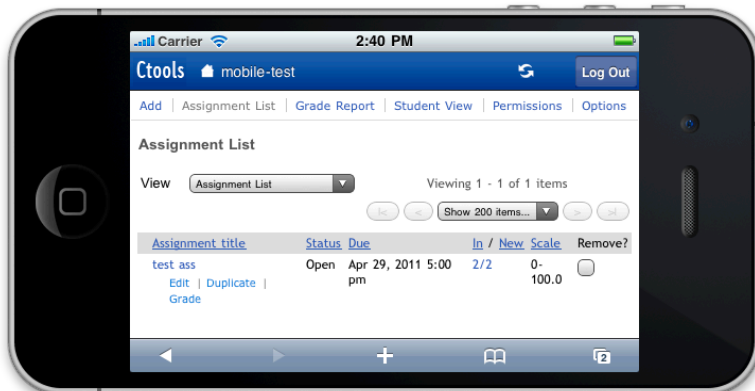 Carrier 2:40 PM
Ctools mobile-test Log Out
Add | Assignment List | Grade Report | Student View | Permissions | Options
Assignment List
View Assignment List Viewing 1 - 1 of 1 items
|< < Show 200 items... > >|
Assignment title Status Due In / New Scale Remove?
test ass Open Apr 29, 2011 5:00 2/2 0-
pm 100.0
Edit | Duplicate |
Grade
2